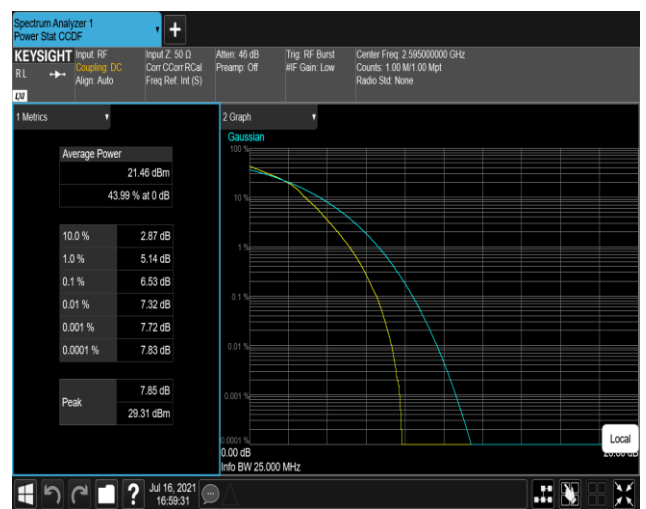 Spectrum Analyzer 1
Power Stat CCDF
+
KEYSIGHT
RL
LXI
Input: RF
Coupling: DC
Align: Auto
Input Z: 50 Ω
Corr CCorr RCal
Freq Ref: Int (S)
Atten: 46 dB
Preamp: Off
Trig: RF Burst
#IF Gain: Low
Center Freq: 2.595000000 GHz
Counts: 1.00 M/1.00 Mpt
Radio Std: None
1 Metrics
Average Power
21.46 dBm
43.99 % at 0 dB
10.0 % 2.87 dB
1.0 % 5.14 dB
0.1 % 6.53 dB
0.01 % 7.32 dB
0.001 % 7.72 dB
0.0001 % 7.83 dB
Peak
7.85 dB
29.31 dBm
2 Graph
Gaussian
100 %
10 %
1 %
0.1 %
0.01 %
0.001 %
0.0001 %
0.00 dB
Info BW 25.000 MHz
Local
?
Jul 16, 2021
16:59:31